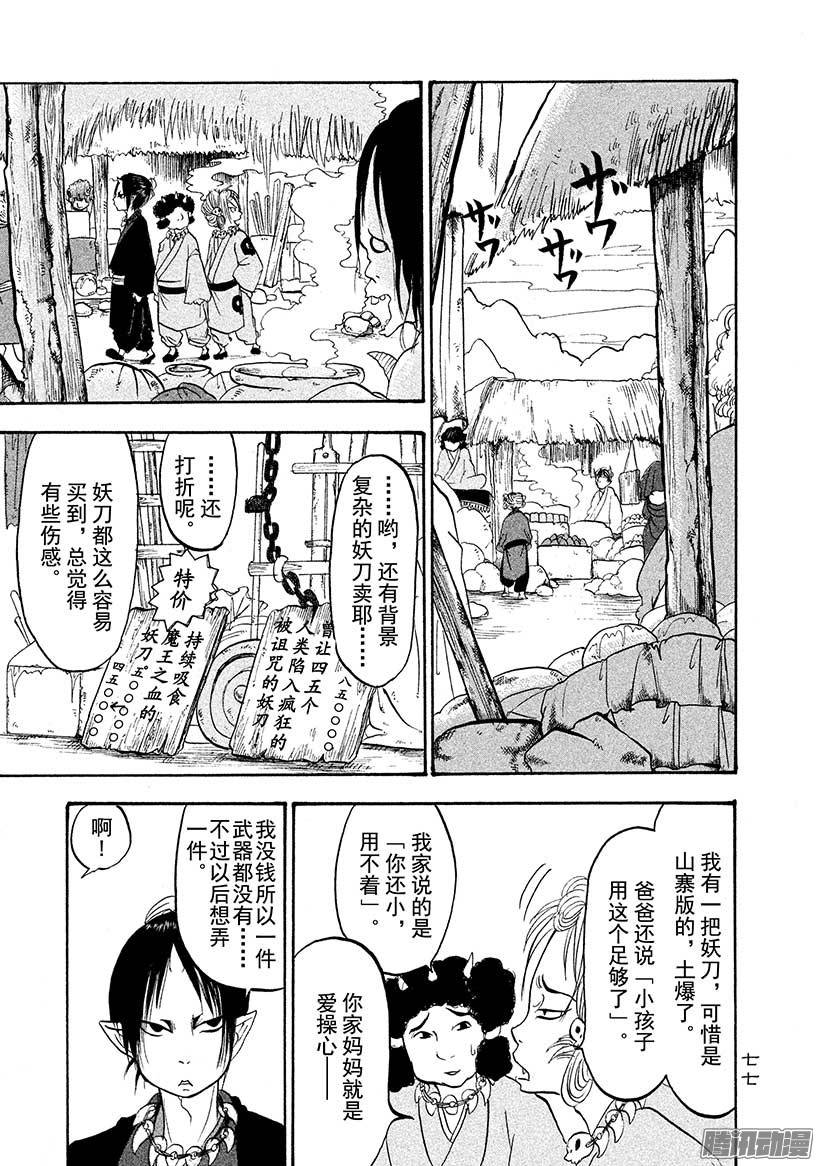 ザワ
ザワ
ザワ
……哟，还有背景
复杂的妖刀卖耶……
……还
打折呢。
妖刀都这么容易
买到，总觉得
有些伤感。
曾让四五个
人类陷入疯狂的
被诅咒的妖刀！
八五〇〇〇〇
特价
持续吸食
魔王之血的
妖刀。
五〇〇〇〇
↓
四五〇〇〇
我有一把妖刀，可惜是
山寨版的，土爆了。
爸爸还说「小孩子
用这个足够了」。
我家说的是
「你还小，
用不着」。
你家妈妈就是
爱操心——
我没钱所以一件
武器都没有……
不过以后想弄
一件。
啊！
七七
腾讯动漫